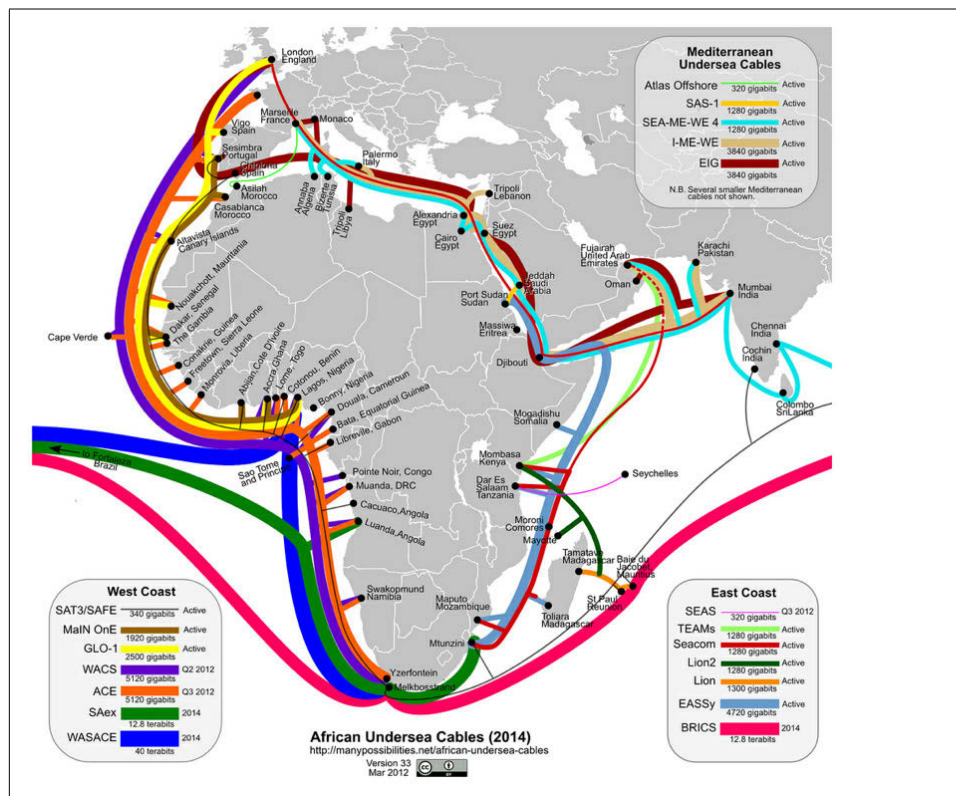 London
England
Mediterranean
Undersea Cables
Atlas Offshore
320 gigabits
Active
SAS-1
1280 gigabits
Active
SEA-ME-WE 4
1280 gigabits
Active
I-ME-WE
3840 gigabits
Active
EIG
3840 gigabits
Active
N.B. Several smaller Mediterranean
cables not shown.
Marseille
France
Monaco
Vigo
Spain
Sesimbra
Portugal
Spain
Asilah Morocco
Casablanca
Morocco
Palermo
Italy
Annaba
Algeria
Bizerte
Tunisia
Tripoli
Libya
Tripoli
Lebanon
Alexandria
Egypt
Cairo
Egypt
Suez
Egypt
Altavista
Canary Islands
Fujairah
United Arab
Emirates
Oman
Karachi
Pakistan
Mumbai
India
Chennai
India
Cochin
India
Colombo
SriLanka
Jeddah
Saudi
Arabia
Port Sudan
Sudan
Massiwa
Eritrea
Djibouti
Nouakchott, Mauritania
Dakar, Senegal
The Gambia
Cape Verde
Conakrie, Guinea
Freetown, Sierra Leone
Monrovia, Liberia
Abijan,Cote D'ivoire
Accra, Ghana
Lome, Togo
Cotonou, Benin
Lagos, Nigeria
Bonny, Nigeria
Douala, Cameroun
Bata, Equatorial Guinea
Libreville, Gabon
Sao Tome
and Principe
to Fortaleza
Brazil
Pointe Noir, Congo
Muanda, DRC
Cacuaco,Angola
Luanda,Angola
Swakopmund
Namibia
Yzerfontein
Melkbosstrand
Mogadishu
Somalia
Mombasa
Kenya
Dar Es
Salaam
Tanzania
Seychelles
Moroni
Comores
Mayotte
Tamatave
Madagascar
Baie du
Jacobet,
Mauritius
St Paul
Reunion
Toliara
Madagascar
Maputo
Mozambique
Mtunzini
West Coast
SAT3/SAFE
340 gigabits
Active
MaIN OnE
1920 gigabits
Active
GLO-1
2500 gigabits
Active
WACS
5120 gigabits
Q2 2012
ACE
5120 gigabits
Q3 2012
SAex
12.8 terabits
2014
WASACE
40 terabits
2014
East Coast
SEAS
320 gigabits
Q3 2012
TEAMs
1280 gigabits
Active
Seacom
1280 gigabits
Active
Lion2
1280 gigabits
Active
Lion
1300 gigabits
Active
EASSy
4720 gigabits
Active
BRICS
12.8 terabits
2014
African Undersea Cables (2014)
http://manypossibilities.net/african-undersea-cables
Version 33
Mar 2012
cc
BY